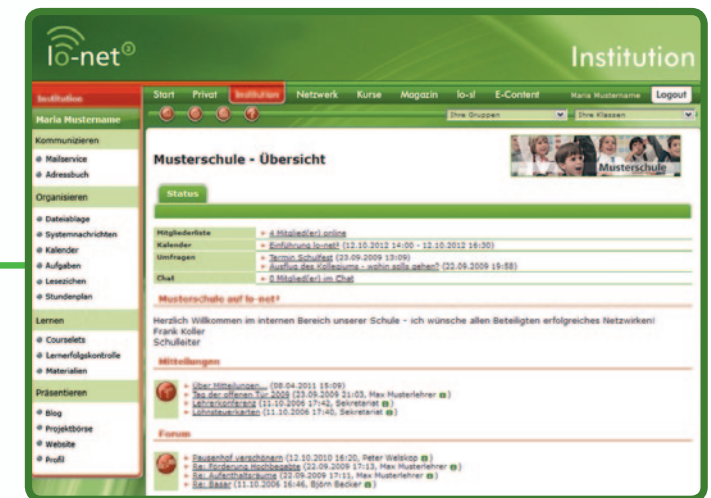 lo-net²
Institution
Institution
Start Privat Institution Netzwerk Kurse Magazin lo-s! E-Content Maria Mustername Logout
Maria Mustername
Ihre Gruppen Ihre Klassen
Kommunizieren
Mailservice
Adressbuch
Organisieren
Dateiablage
Systemnachrichten
Kalender
Aufgaben
Lesezichen
Stundenplan
Lernen
Courselets
Lernerfolgskontrolle
Materialien
Präsentieren
Blog
Projektbörse
Website
Profil
Musterschule - Übersicht
Musterschule
Status
Mitgliederliste 4 Mitglied(er) online
Kalender Einführung lo-net² (12.10.2012 14:00 - 12.10.2012 16:30)
Umfragen Termin Schulfest (23.09.2009 13:09)
Ausflug des Kollegiums - wohin solls gehen? (22.09.2009 19:58)
Chat 0 Mitglied(er) im Chat
Musterschule auf lo-net²
Herzlich Willkommen im internen Bereich unserer Schule - ich wünsche allen Beteiligten erfolgreiches Netzwirken!
Frank Koller
Schulleiter
Mitteilungen
Über Mitteilungen... (08.04.2011 15:09)
Tag der offenen Tür 2009 (23.09.2009 21:03, Max Musterlehrer)
Lehrerkonferenz (11.10.2006 17:42, Sekretariat)
Lohnsteuerkarten (11.10.2006 17:40, Sekretariat)
Forum
Pausenhof verschönern (12.10.2010 16:20, Peter Welskop)
Re: Förderung Hochbegabte (22.09.2009 17:13, Max Musterlehrer)
Re: Aufenthaltsräume (22.09.2009 17:11, Max Musterlehrer)
Re: Basar (11.10.2006 16:46, Björn Becker)